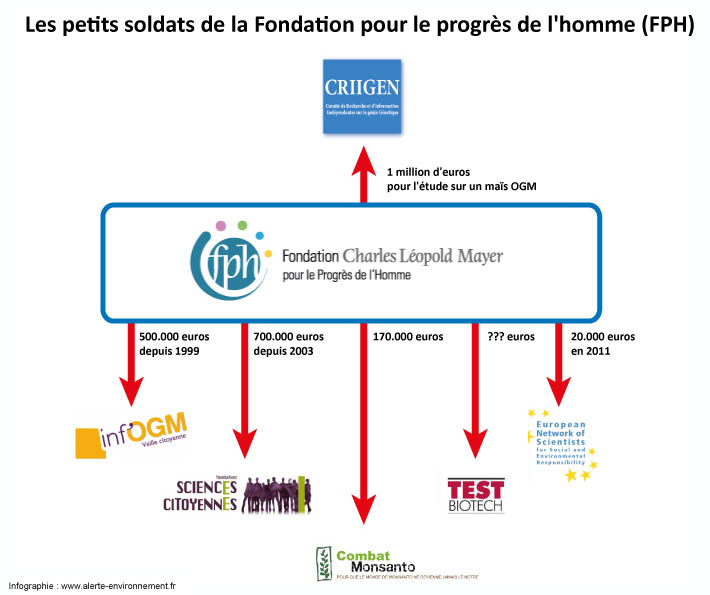 Les petits soldats de la Fondation pour le progrès de l'homme (FPH)
CRIIGEN
Comité de Recherche et d'Information
Indépendantes sur le génie Génétique
1 million d'euros
pour l'étude sur un maïs OGM
fph
Fondation Charles Léopold Mayer
pour le Progrès de l'Homme
500.000 euros
depuis 1999
700.000 euros
depuis 2003
170.000 euros
??? euros
20.000 euros
en 2011
inf'OGM
Veille citoyenne
European
Network of
Scientists
for Social and
Environmental
Responsibility
fondation
SCIENCES
CITOYENNES
TEST
BIOTECH
Combat
Monsanto
POUR QUE LE MONDE DE MONSANTO NE DEVIENNE JAMAIS LE NÔTRE
Infographie : www.alerte-environnement.fr